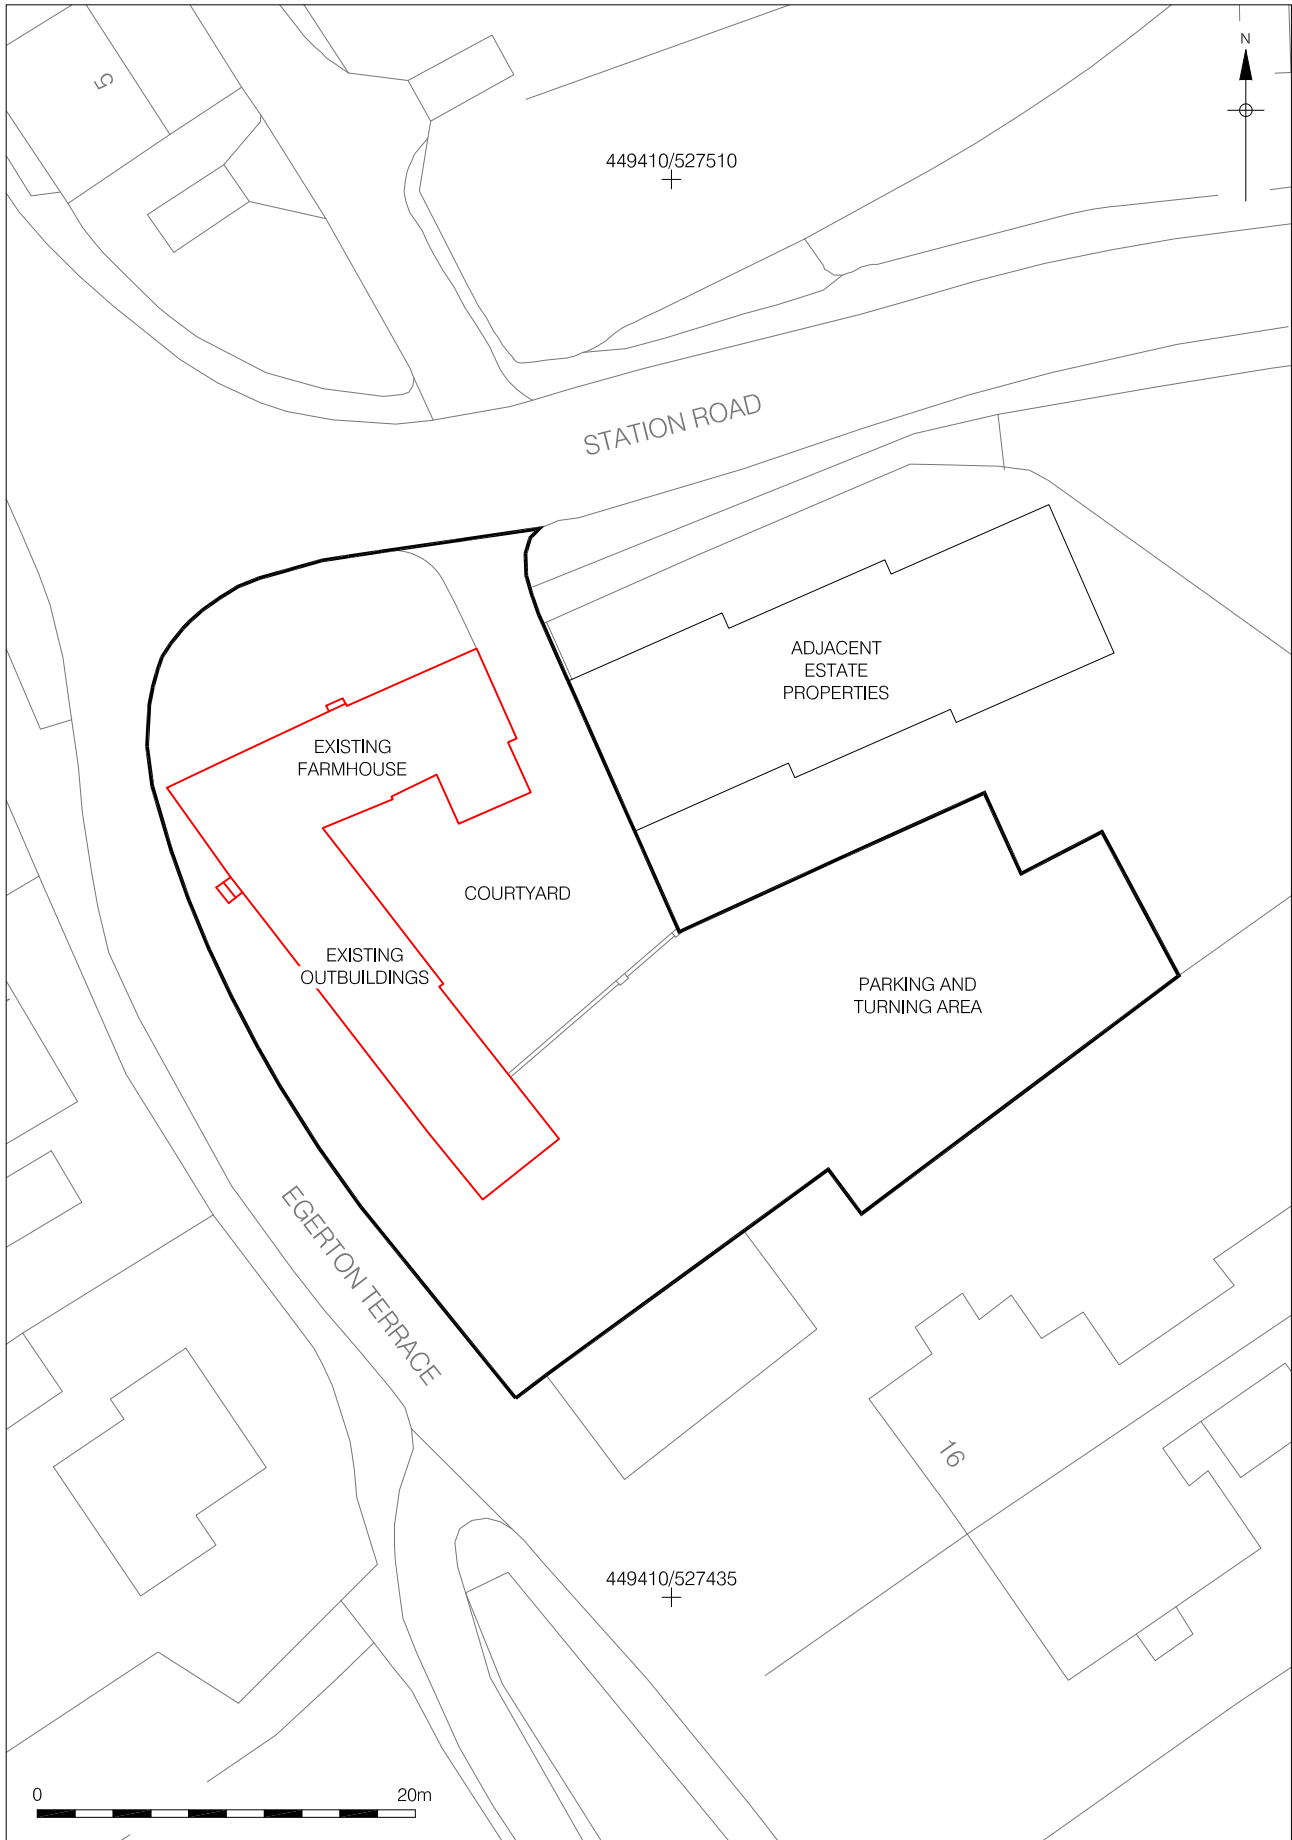 5
N
449410/527510
STATION ROAD
ADJACENT
ESTATE
PROPERTIES
EXISTING
FARMHOUSE
COURTYARD
EXISTING
OUTBUILDINGS
PARKING AND
TURNING AREA
EGERTON TERRACE
16
449410/527435
0 20m